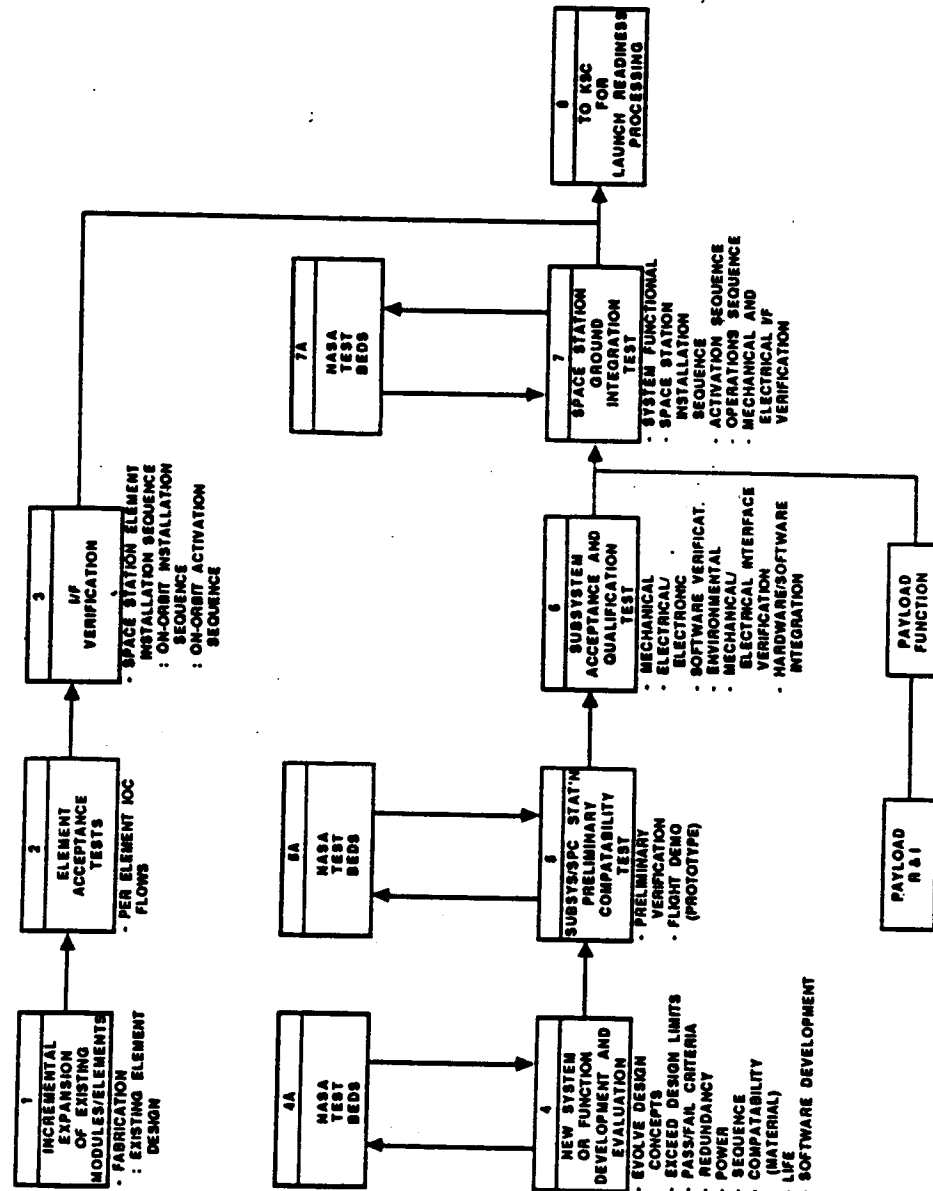 1
INCREMENTAL
EXPANSION
OF EXISTING
MODULES/ELEMENTS
• FABRICATION
: EXISTING ELEMENT
DESIGN
2
ELEMENT
ACCEPTANCE
TESTS
• PER ELEMENT IOC
FLOWS
3
I/F
VERIFICATION
• SPACE STATION ELEMENT
INSTALLATION SEQUENCE
: ON-ORBIT INSTALLATION
SEQUENCE
: ON-ORBIT ACTIVATION
SEQUENCE
4A
NASA
TEST
BEDS
5A
NASA
TEST
BEDS
7A
NASA
TEST
BEDS
4
NEW SYSTEM
OR FUNCTION
DEVELOPMENT AND
EVALUATION
• EVOLVE DESIGN
CONCEPTS
• EXCEED DESIGN LIMITS
• PASS/FAIL CRITERIA
• REDUNDANCY
• POWER
• SEQUENCE
• COMPATABILITY
(MATERIAL)
• LIFE
• SOFTWARE DEVELOPMENT
5
SUBSYS/SPC STAT'N
PRELIMINARY
COMPATABILITY
TEST
• PRELIMINARY
VERIFICATION
• FLIGHT DEMO
(PROTOTYPE)
6
SUBSYSTEM
ACCEPTANCE AND
QUALIFICATION
TEST
• MECHANICAL
• ELECTRICAL/
ELECTRONIC
• SOFTWARE VERIFICAT.
• ENVIRONMENTAL
• MECHANICAL/
ELECTRICAL INTERFACE
VERIFICATION
• HARDWARE/SOFTWARE
INTEGRATION
7
SPACE STATION
GROUND
INTEGRATION
TEST
• SYSTEM FUNCTIONAL
• SPACE STATION
INSTALLATION
SEQUENCE
• ACTIVATION SEQUENCE
• OPERATIONS SEQUENCE
• MECHANICAL AND
ELECTRICAL I/F
VERIFICATION
8
TO KSC
FOR
LAUNCH READINESS
PROCESSING
PAYLOAD
R & I
PAYLOAD
FUNCTION